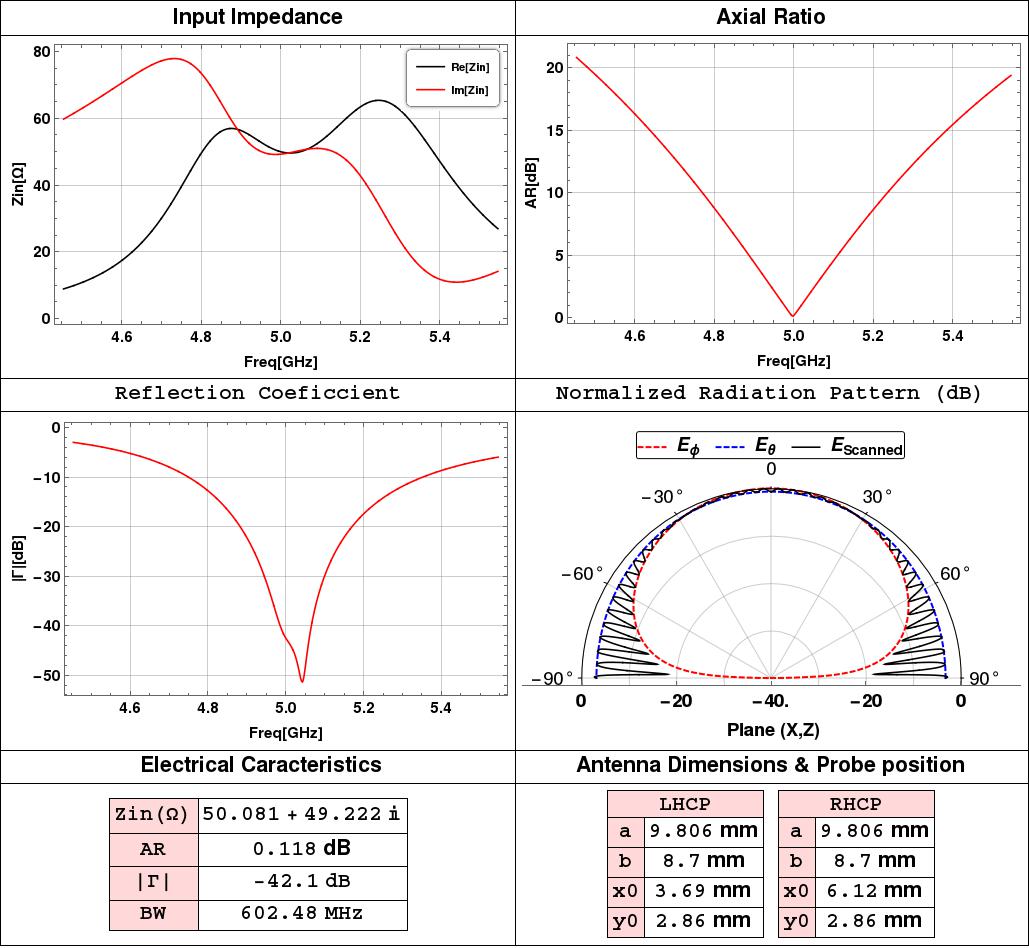 Input Impedance
Axial Ratio
80
60
40
20
0
Zin[Ω]
Re[Zin]
Im[Zin]
4.6 4.8 5.0 5.2 5.4
Freq[GHz]
20
15
10
5
0
AR[dB]
4.6 4.8 5.0 5.2 5.4
Freq[GHz]
Reflection Coeficcient
Normalized Radiation Pattern (dB)
0
−10
−20
−30
−40
−50
|Γ|[dB]
4.6 4.8 5.0 5.2 5.4
Freq[GHz]
Eϕ Eθ EScanned
0
−30° 30°
−60° 60°
−90° 90°
0 −20 −40. −20 0
Plane (X,Z)
Electrical Caracteristics
Antenna Dimensions & Probe position
Zin(Ω) 50.081 + 49.222 i
AR 0.118 dB
|Γ| −42.1 dB
BW 602.48 MHz
LHCP
a 9.806 mm
b 8.7 mm
x0 3.69 mm
y0 2.86 mm
RHCP
a 9.806 mm
b 8.7 mm
x0 6.12 mm
y0 2.86 mm